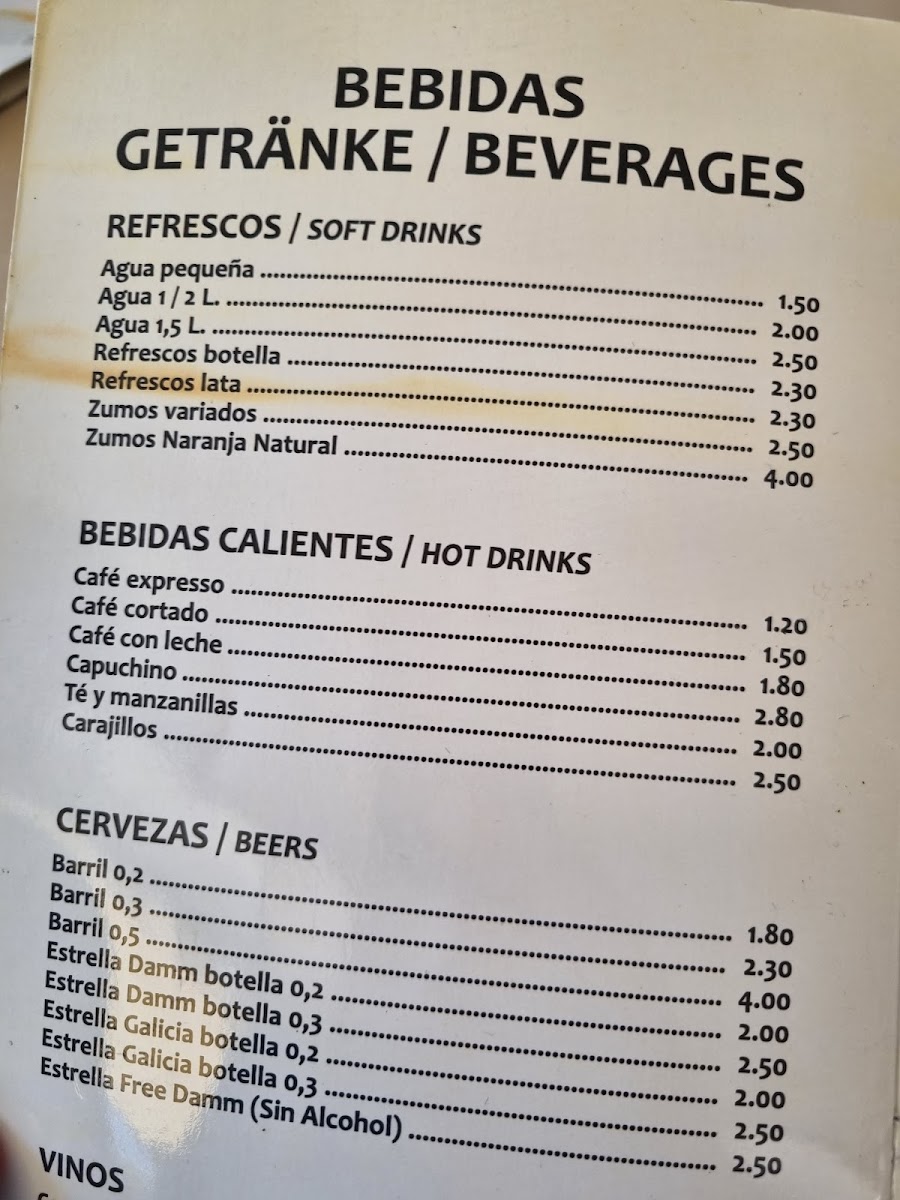 BEBIDAS
GETRÄNKE / BEVERAGES
REFRESCOS / SOFT DRINKS
Agua pequeña ........ 1.50
Agua 1 / 2 L. ........ 2.00
Agua 1,5 L. ........ 2.50
Refrescos botella ........ 2.30
Refrescos lata ........ 2.30
Zumos variados ........ 2.50
Zumos Naranja Natural ........ 4.00
BEBIDAS CALIENTES / HOT DRINKS
Café expresso ........ 1.20
Café cortado ........ 1.50
Café con leche ........ 1.80
Capuchino ........ 2.80
Té y manzanillas ........ 2.00
Carajillos ........ 2.50
CERVEZAS / BEERS
Barril 0,2 ........ 1.80
Barril 0,3 ........ 2.30
Barril 0,5 ........ 4.00
Estrella Damm botella 0,2 ........ 2.00
Estrella Damm botella 0,3 ........ 2.50
Estrella Galicia botella 0,2 ........ 2.00
Estrella Galicia botella 0,3 ........ 2.50
Estrella Free Damm (Sin Alcohol) ........ 2.50
VINOS